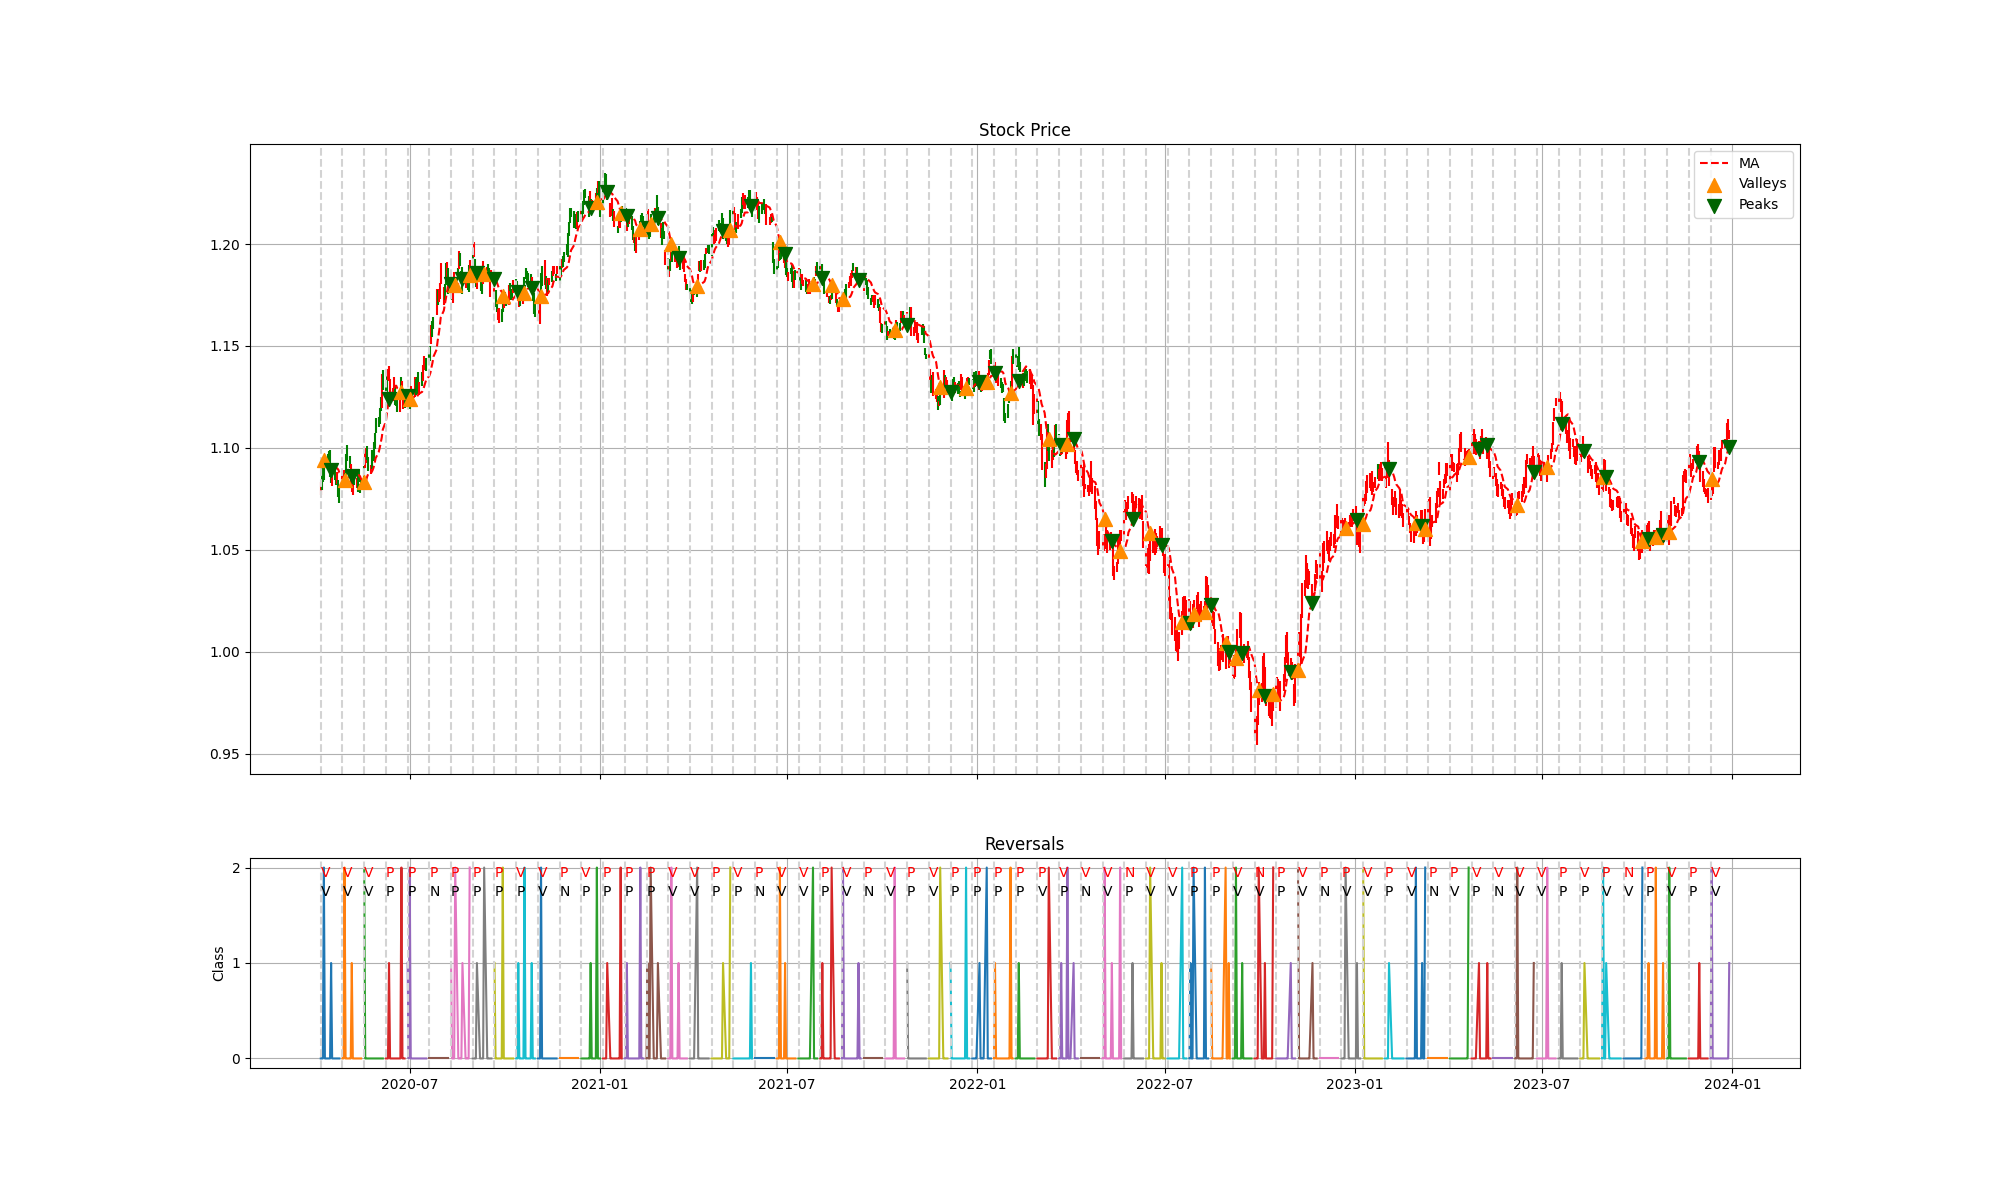 Stock Price
MA
Valleys
Peaks
1.20
1.15
1.10
1.05
1.00
0.95
Reversals
V V V P P P P P P V V P V P P P V V P V P V V P V P V P V P P P P P V V V N V V P P V N P V P P V P V P P V V V V P V P N P V P V
V V V P P N P P P P V N P P P P V V P P N V V P V N V P V P P P P V P N V P V V P P V V P V N V V P V N V P N V V P P V V P V P V
Class
2
1
0
2020-07 2021-01 2021-07 2022-01 2022-07 2023-01 2023-07 2024-01